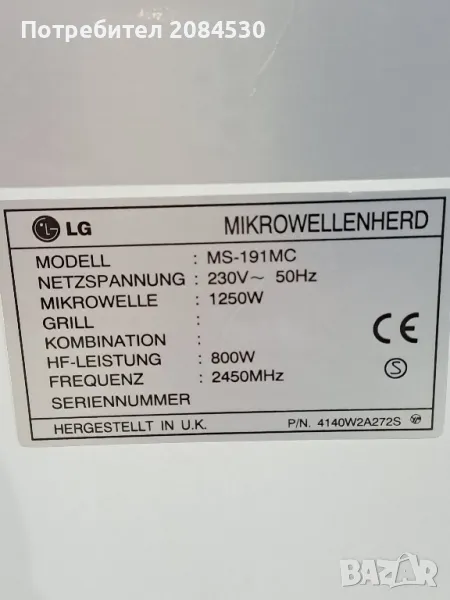 Потребител 2084530
LG MIKROWELLENHERD
MODELL : MS-191MC
NETZSPANNUNG : 230V~ 50Hz
MIKROWELLE : 1250W
GRILL :
KOMBINATION :
HF-LEISTUNG : 800W
FREQUENZ : 2450MHz
SERIENNUMMER
CE
S
HERGESTELLT IN U.K. P/N. 4140W2A272S
BAZAR